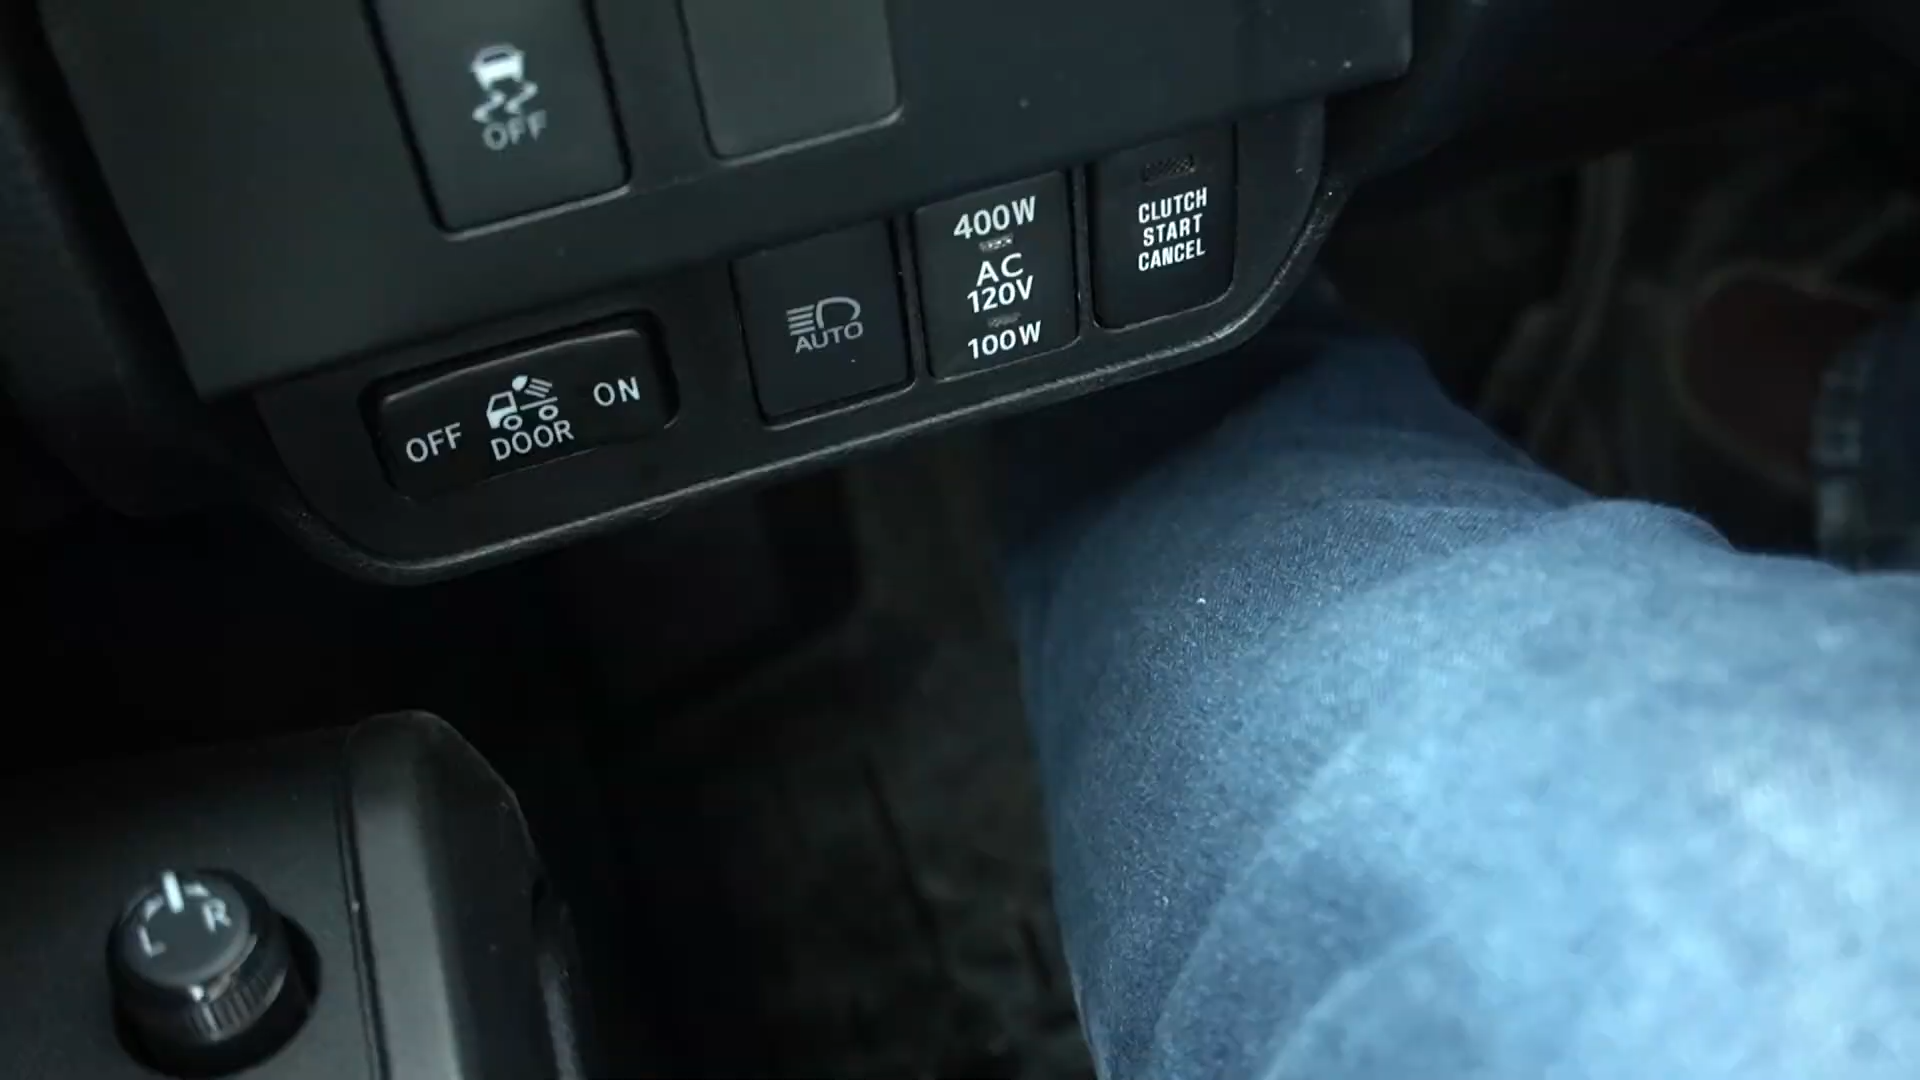 OFF
400W
AC
120V
100W
CLUTCH
START
CANCEL
AUTO
OFF
DOOR
ON
L R